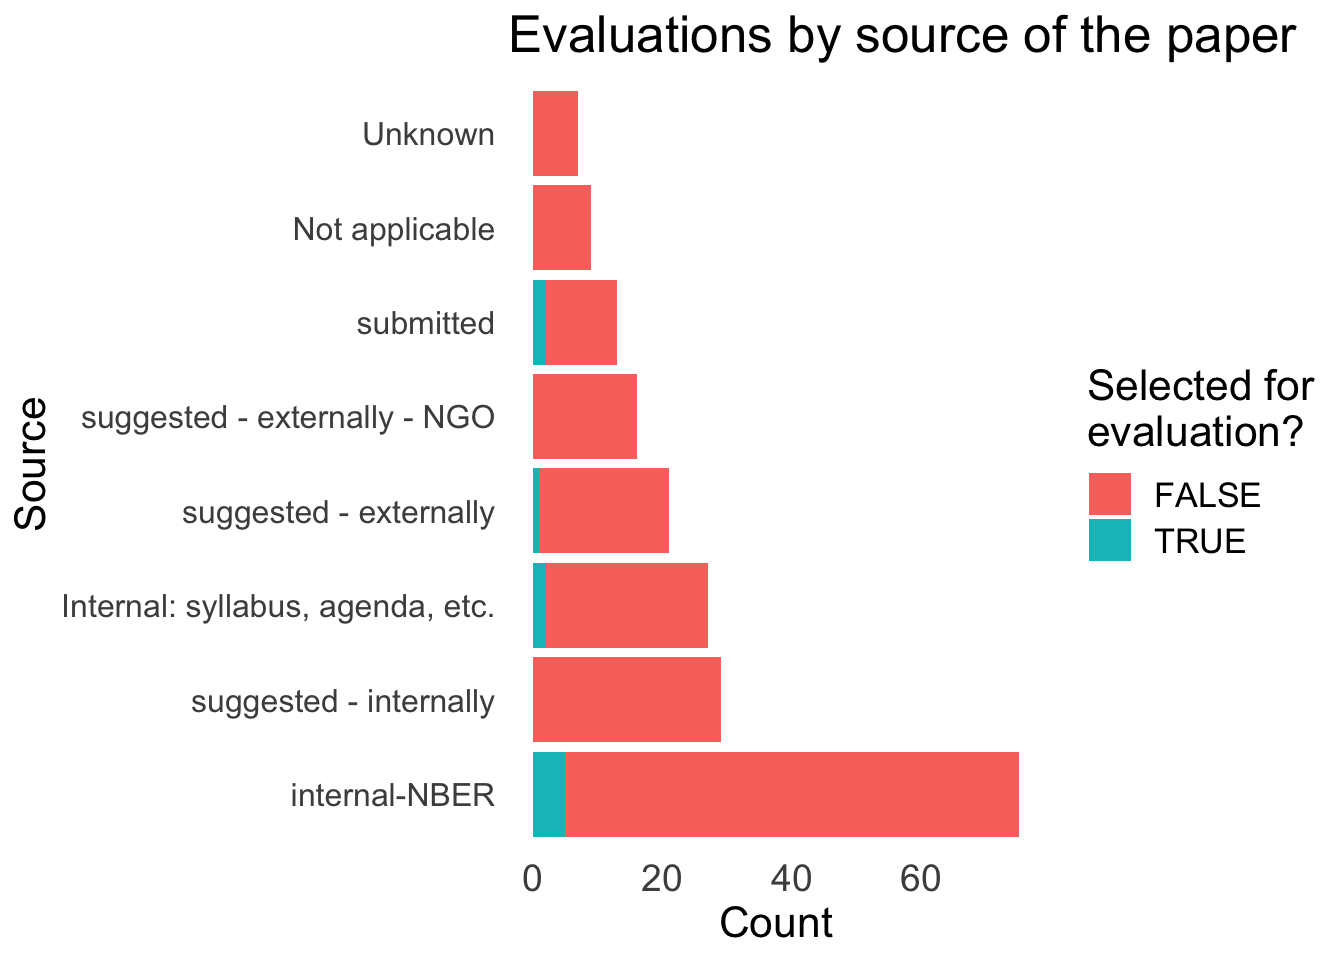 Evaluations by source of the paper
Unknown
Not applicable
submitted
suggested - externally - NGO
suggested - externally
Internal: syllabus, agenda, etc.
suggested - internally
internal-NBER
Source
0 20 40 60
Count
Selected for
evaluation?
FALSE
TRUE